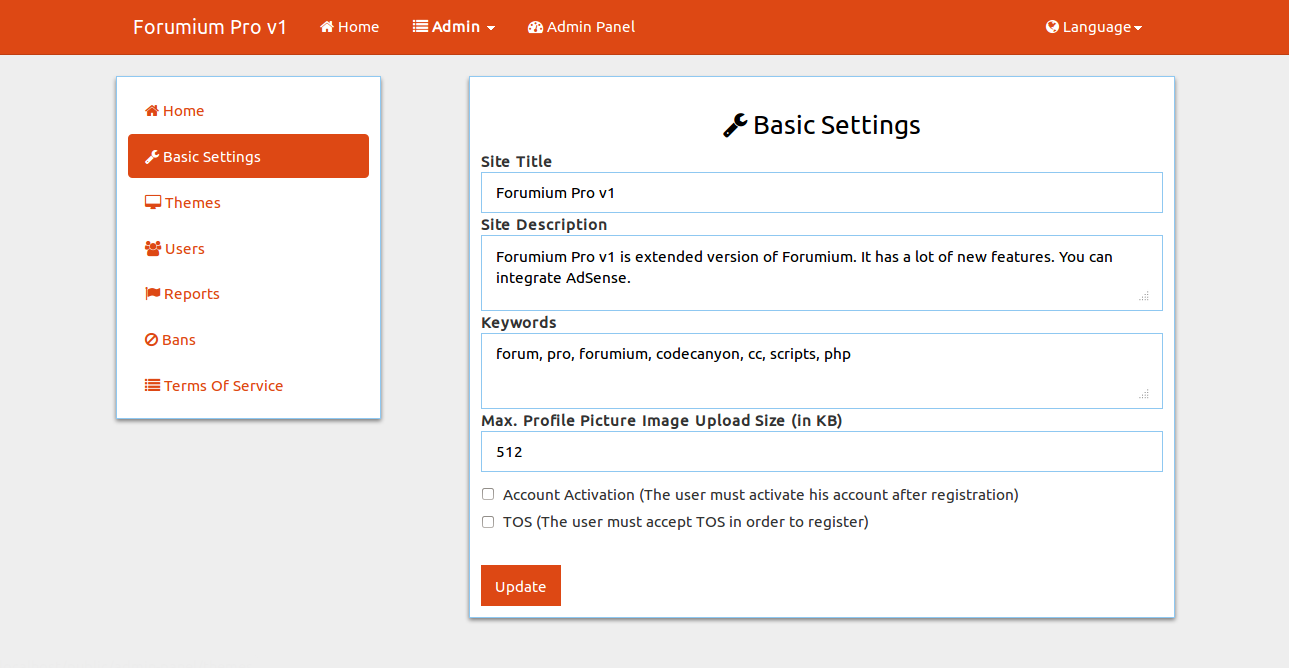 Forumium Pro v1 Home Admin Admin Panel Language
Home
Basic Settings
Themes
Users
Reports
Bans
Terms Of Service
Basic Settings
Site Title
Forumium Pro v1
Site Description
Forumium Pro v1 is extended version of Forumium. It has a lot of new features. You can
integrate AdSense.
Keywords
forum, pro, forumium, codecanyon, cc, scripts, php
Max. Profile Picture Image Upload Size (in KB)
512
Account Activation (The user must activate his account after registration)
TOS (The user must accept TOS in order to register)
Update